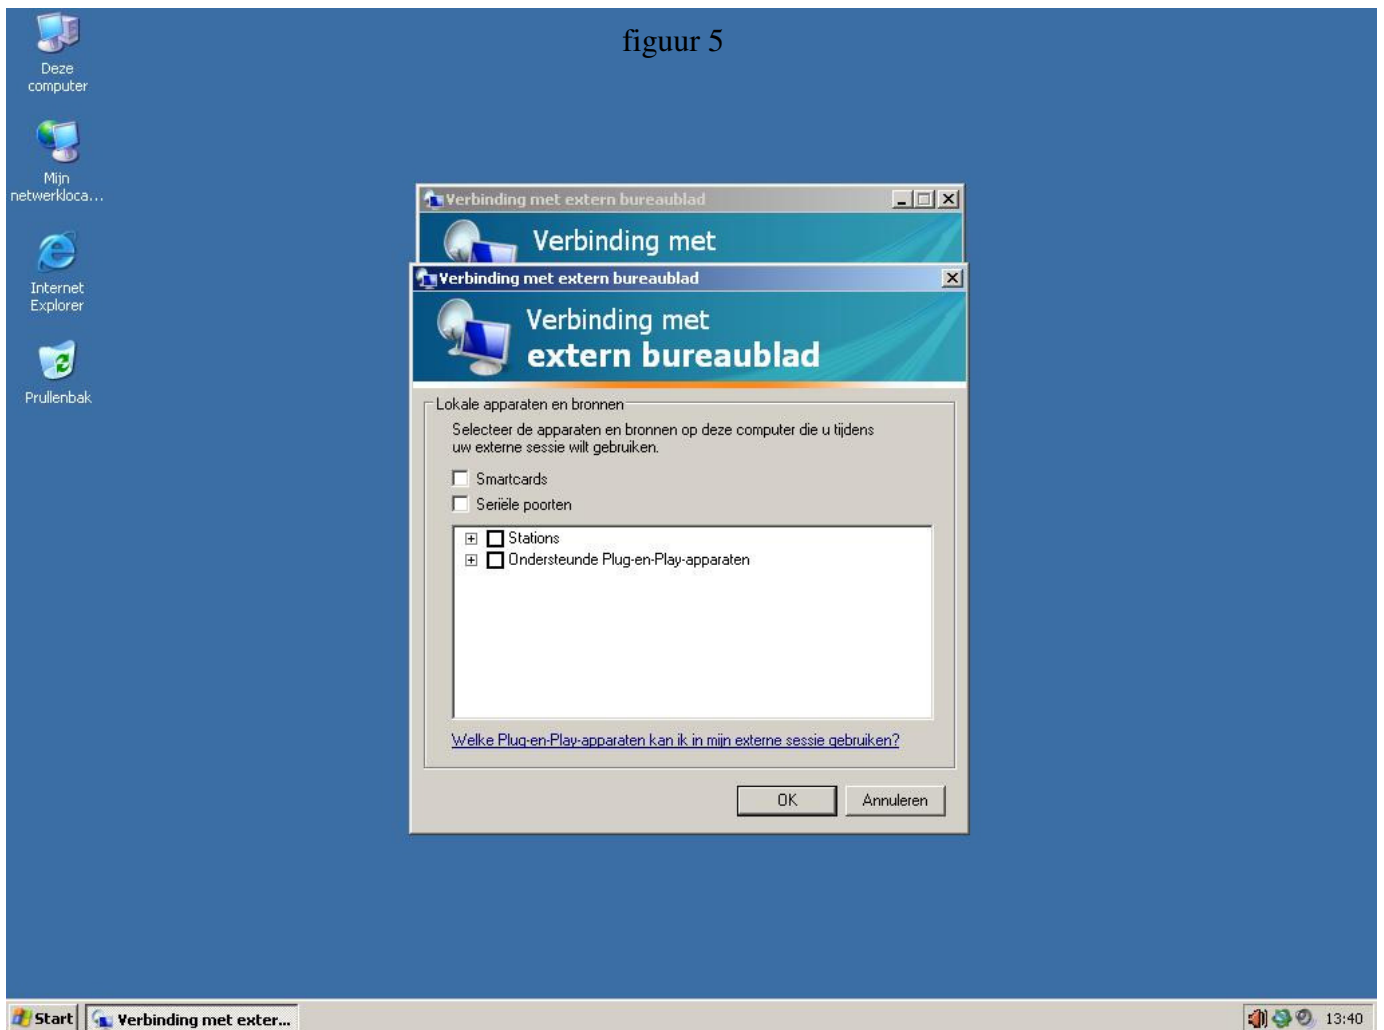 figuur 5
Deze
computer
Mijn
netwerkloca...
Internet
Explorer
Prullenbak
Verbinding met extern bureaublad
Verbinding met
Verbinding met extern bureaublad
Verbinding met
extern bureaublad
Lokale apparaten en bronnen
Selecteer de apparaten en bronnen op deze computer die u tijdens
uw externe sessie wilt gebruiken.
Smartcards
Seriële poorten
Stations
Ondersteunde Plug-en-Play-apparaten
Welke Plug-en-Play-apparaten kan ik in mijn externe sessie gebruiken?
OK Annuleren
Start Verbinding met exter... 13:40